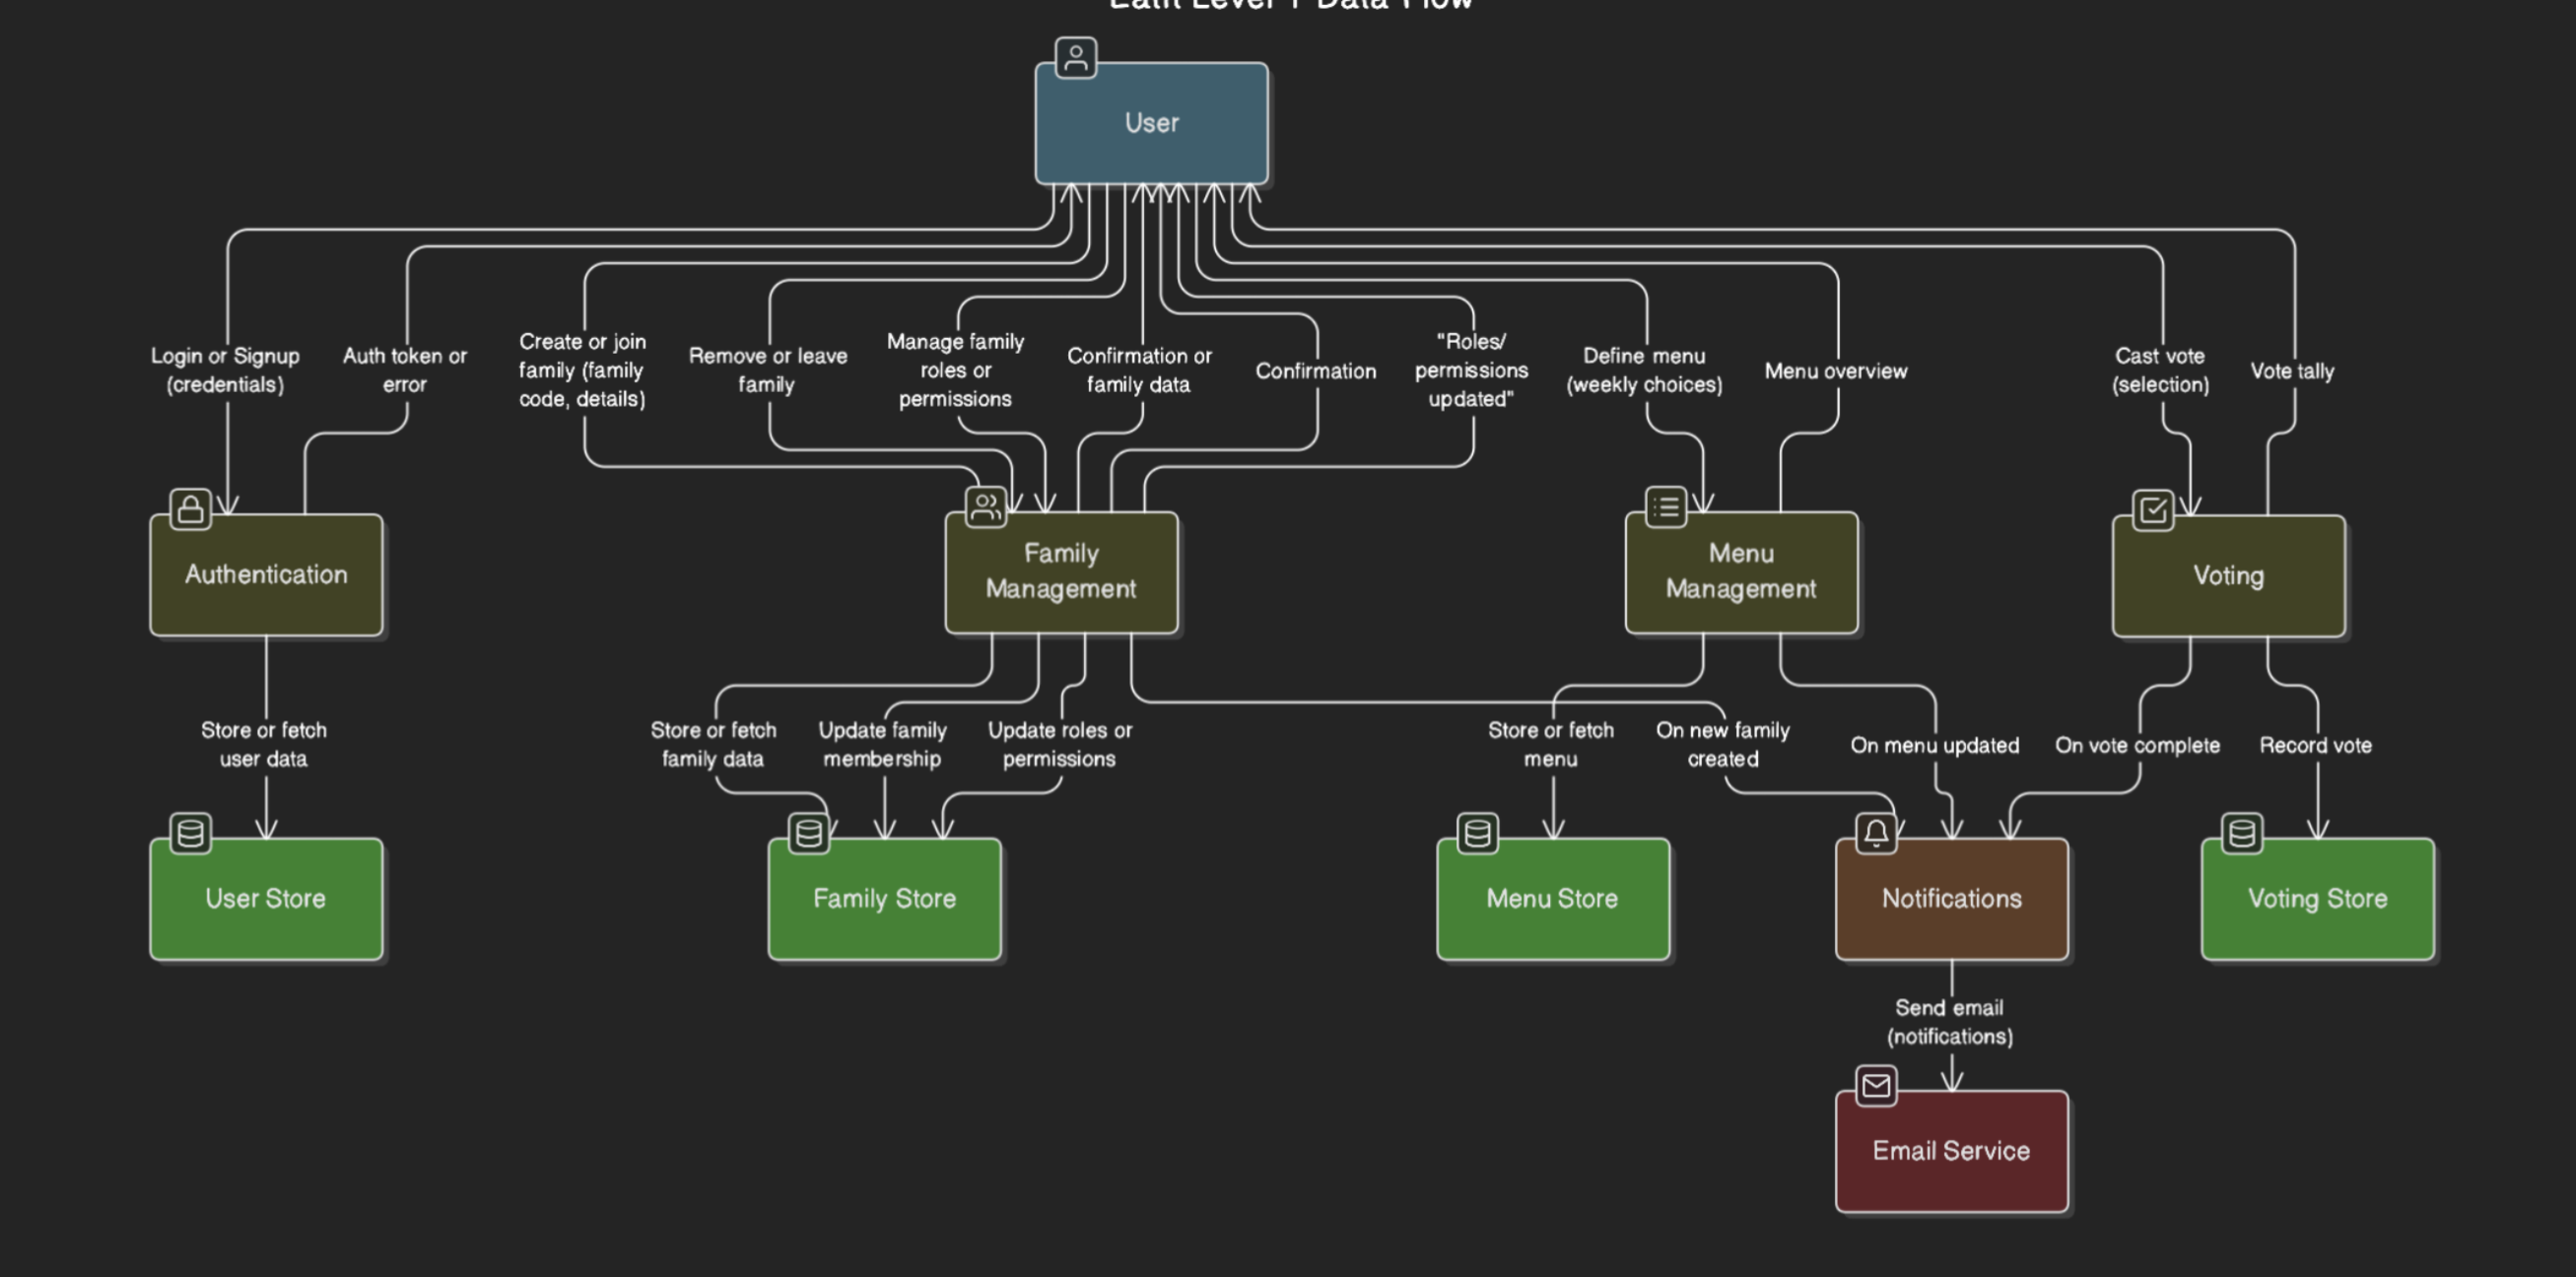 Level 1 Data Flow
User
Login or Signup
(credentials)
Auth token or
error
Create or join
family (family
code, details)
Remove or leave
family
Manage family
roles or
permissions
Confirmation or
family data
Confirmation
"Roles/
permissions
updated"
Define menu
(weekly choices)
Menu overview
Cast vote
(selection)
Vote tally
Authentication
Family
Management
Menu
Management
Voting
Store or fetch
user data
Store or fetch
family data
Update family
membership
Update roles or
permissions
Store or fetch
menu
On new family
created
On menu updated
On vote complete
Record vote
User Store
Family Store
Menu Store
Notifications
Voting Store
Send email
(notifications)
Email Service